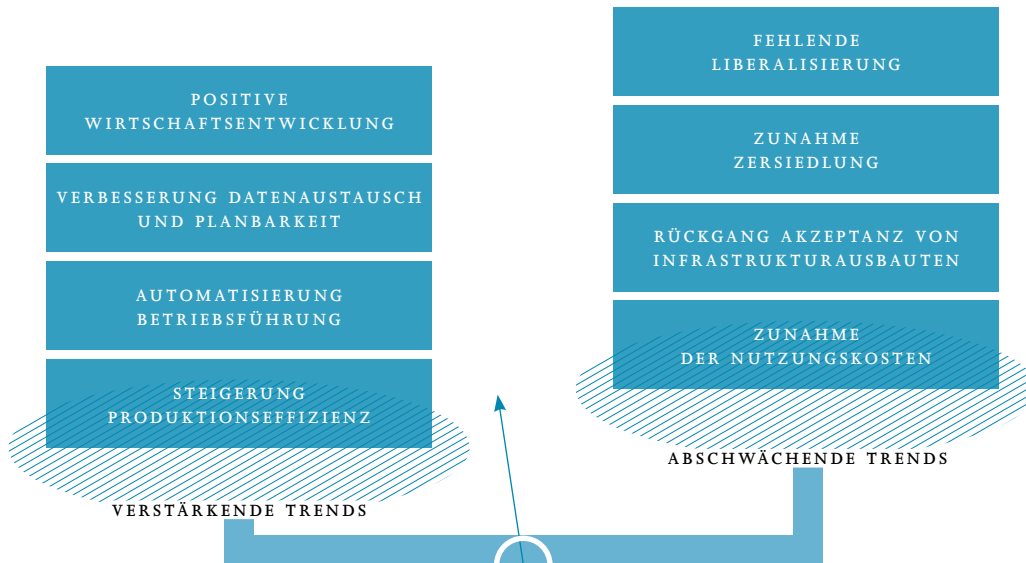 POSITIVE
WIRTSCHAFTSENTWICKLUNG
VERBESSERUNG DATENAUSTAUSCH
UND PLANBARKEIT
AUTOMATISIERUNG
BETRIEBSFÜHRUNG
STEIGERUNG
PRODUKTIONSEFFIZIENZ
VERSTÄRKENDE TRENDS
FEHLENDE
LIBERALISIERUNG
ZUNAHME
ZERSIEDLUNG
RÜCKGANG AKZEPTANZ VON
INFRASTRUKTURAUSBAUTEN
ZUNAHME
DER NUTZUNGSKOSTEN
ABSCHWÄCHENDE TRENDS